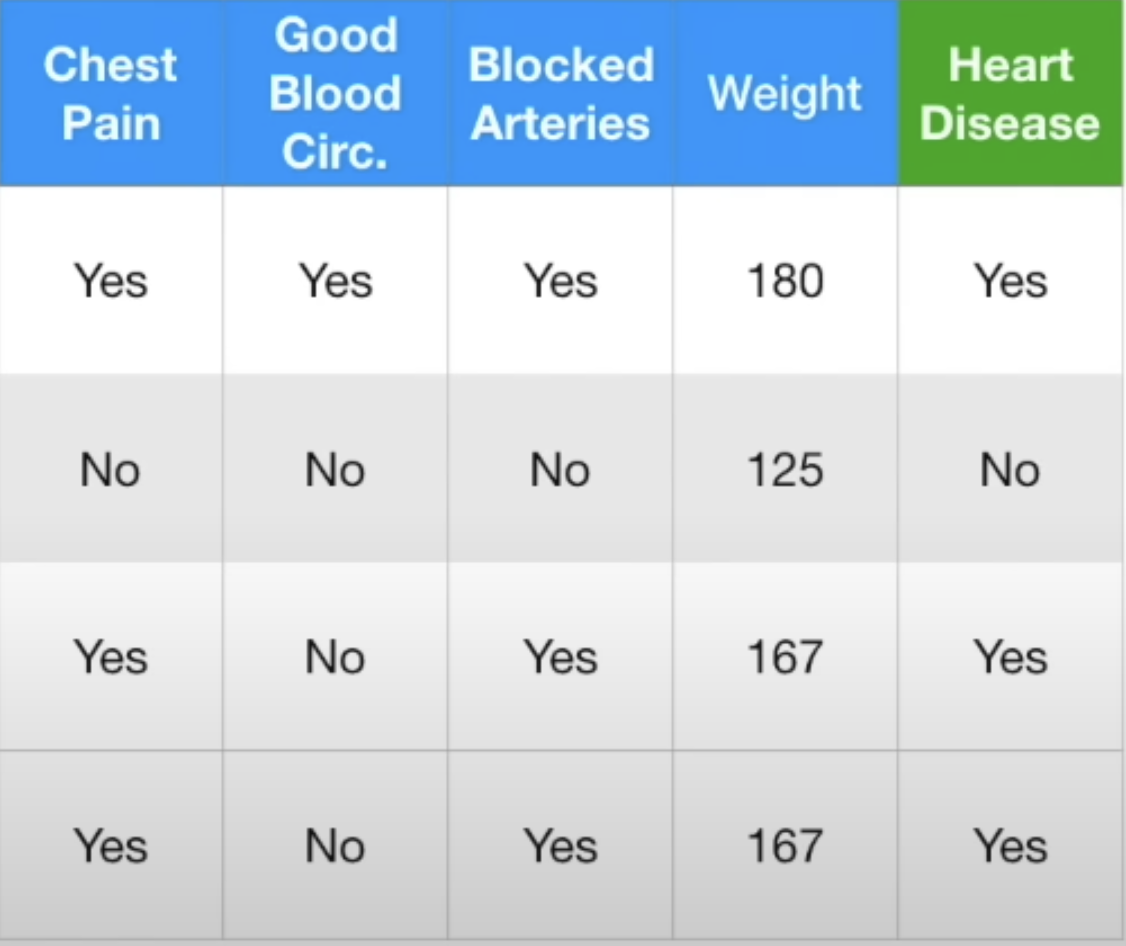 Chest Pain Good Blood Circ. Blocked Arteries Weight Heart Disease
Yes Yes Yes 180 Yes
No No No 125 No
Yes No Yes 167 Yes
Yes No Yes 167 Yes